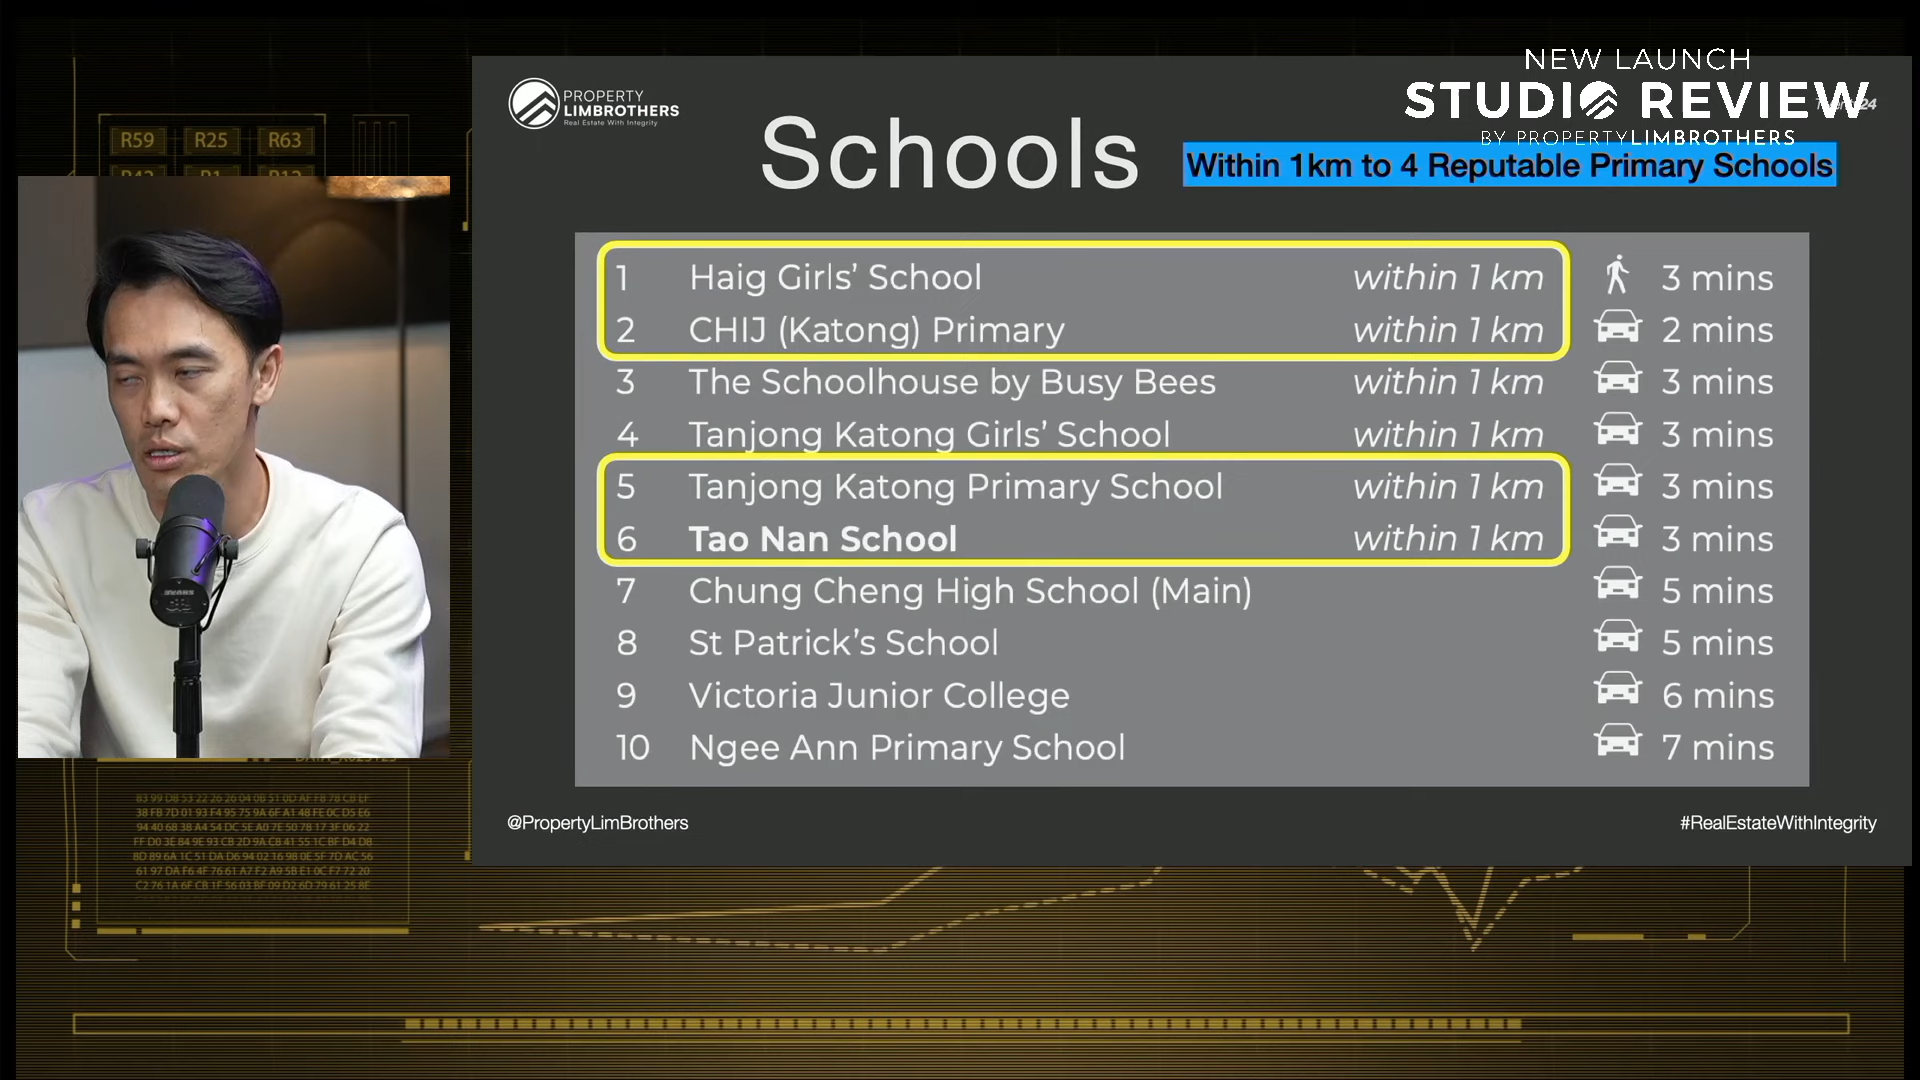 NEW LAUNCH
STUDIO REVIEW
BY PROPERTYLIMBROTHERS
PROPERTY
LIMBROTHERS
Real Estate With Integrity
Schools
Within 1km to 4 Reputable Primary Schools
R59 R25 R63
1 Haig Girls’ School within 1 km 3 mins
2 CHIJ (Katong) Primary within 1 km 2 mins
3 The Schoolhouse by Busy Bees within 1 km 3 mins
4 Tanjong Katong Girls’ School within 1 km 3 mins
5 Tanjong Katong Primary School within 1 km 3 mins
6 Tao Nan School within 1 km 3 mins
7 Chung Cheng High School (Main) 5 mins
8 St Patrick’s School 5 mins
9 Victoria Junior College 6 mins
10 Ngee Ann Primary School 7 mins
@PropertyLimBrothers
#RealEstateWithIntegrity